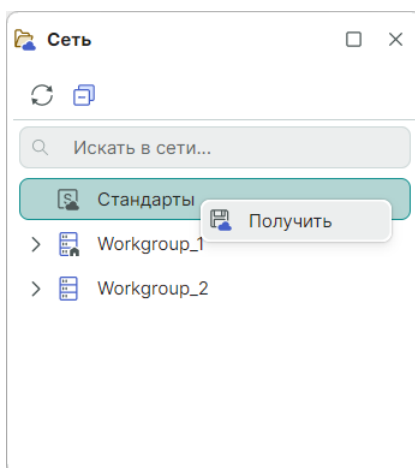 Сеть
Искать в сети...
Стандарты
Получить
Workgroup_1
Workgroup_2